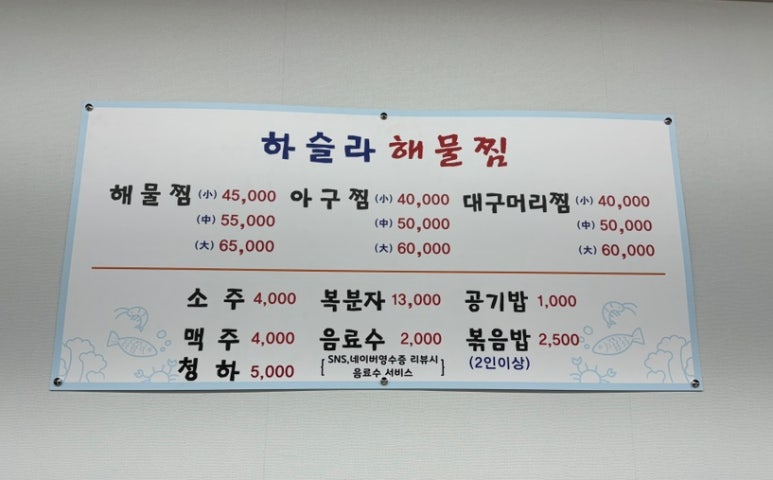 하슬라 해물찜
해물찜 (小) 45,000 아구찜 (小) 40,000 대구머리찜 (小) 40,000
(中) 55,000 (中) 50,000 (中) 50,000
(大) 65,000 (大) 60,000 (大) 60,000
소주 4,000 복분자 13,000 공기밥 1,000
맥주 4,000 음료수 2,000 볶음밥 2,500
청하 5,000 [SNS,네이버영수증 리뷰시 (2인이상)
음료수 서비스]